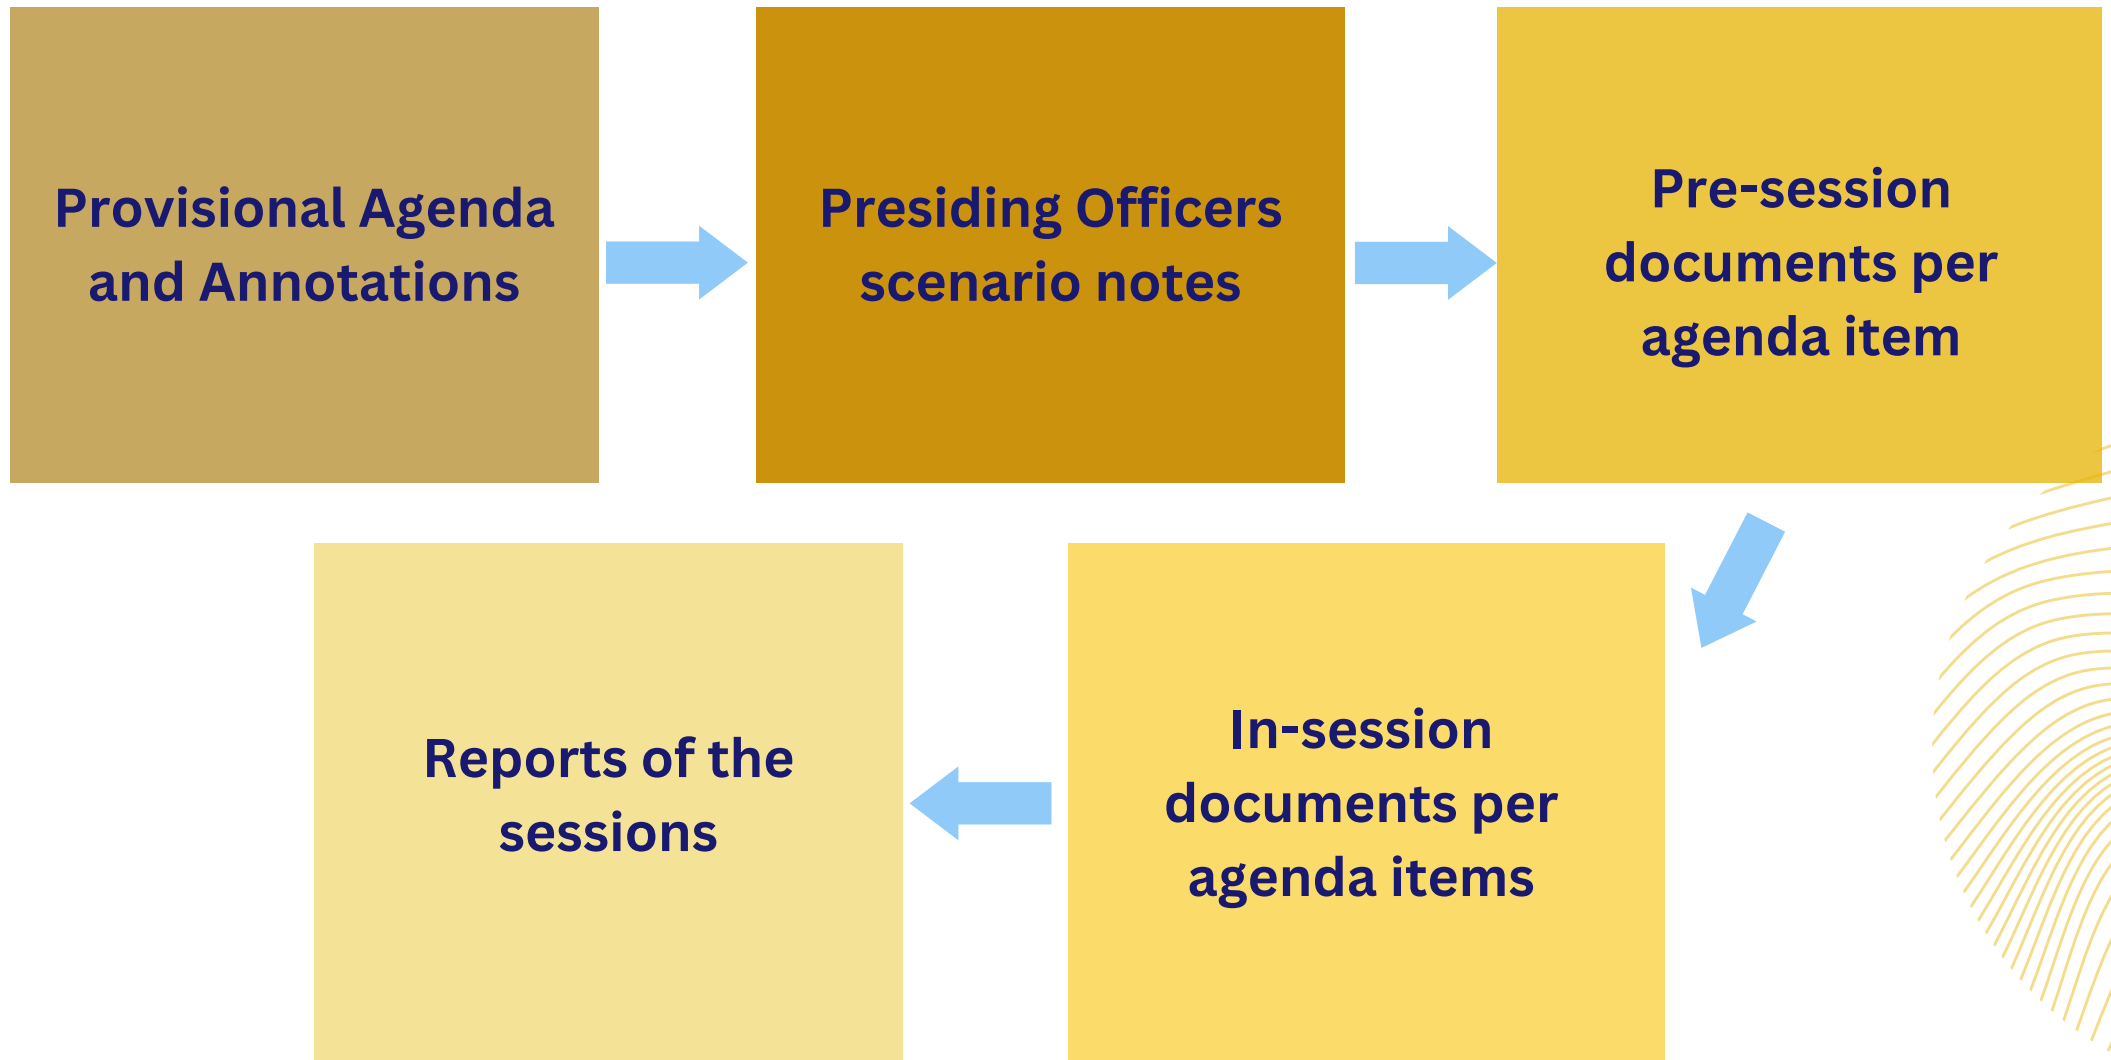 Provisional Agenda
and Annotations
Presiding Officers
scenario notes
Pre-session
documents per
agenda item
In-session
documents per
agenda items
Reports of the
sessions